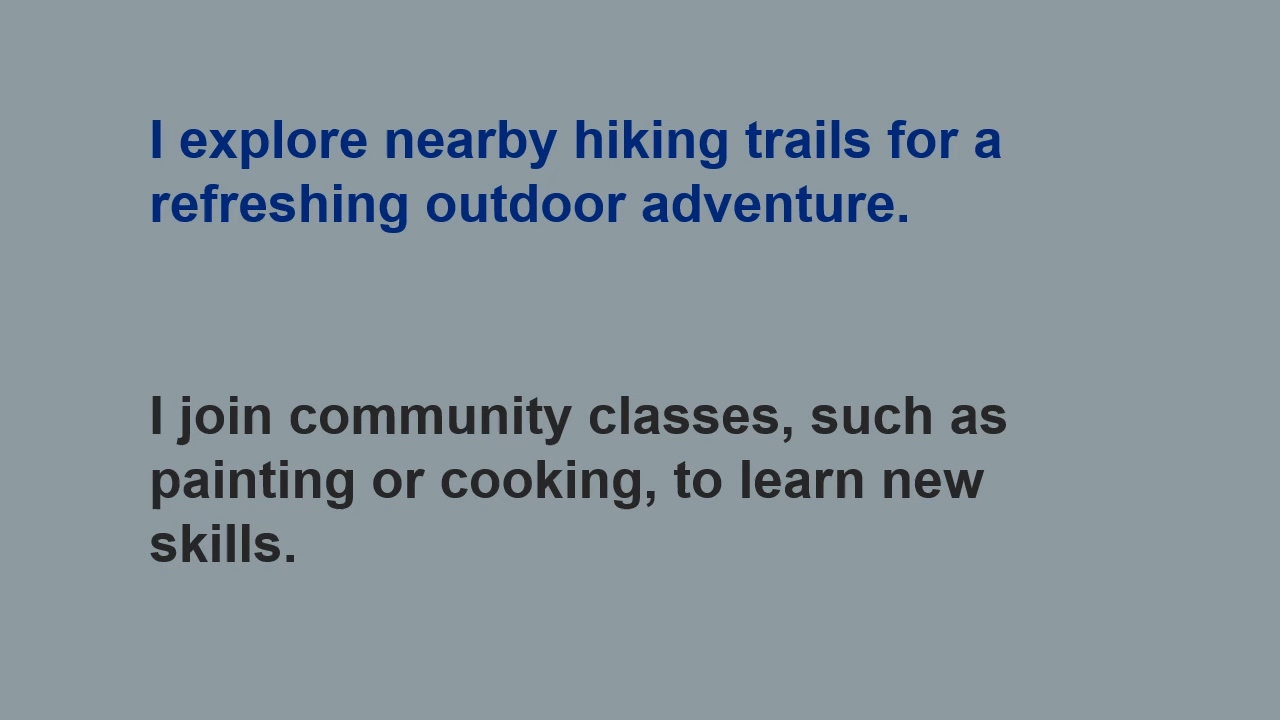 I explore nearby hiking trails for a
refreshing outdoor adventure.
I join community classes, such as
painting or cooking, to learn new
skills.